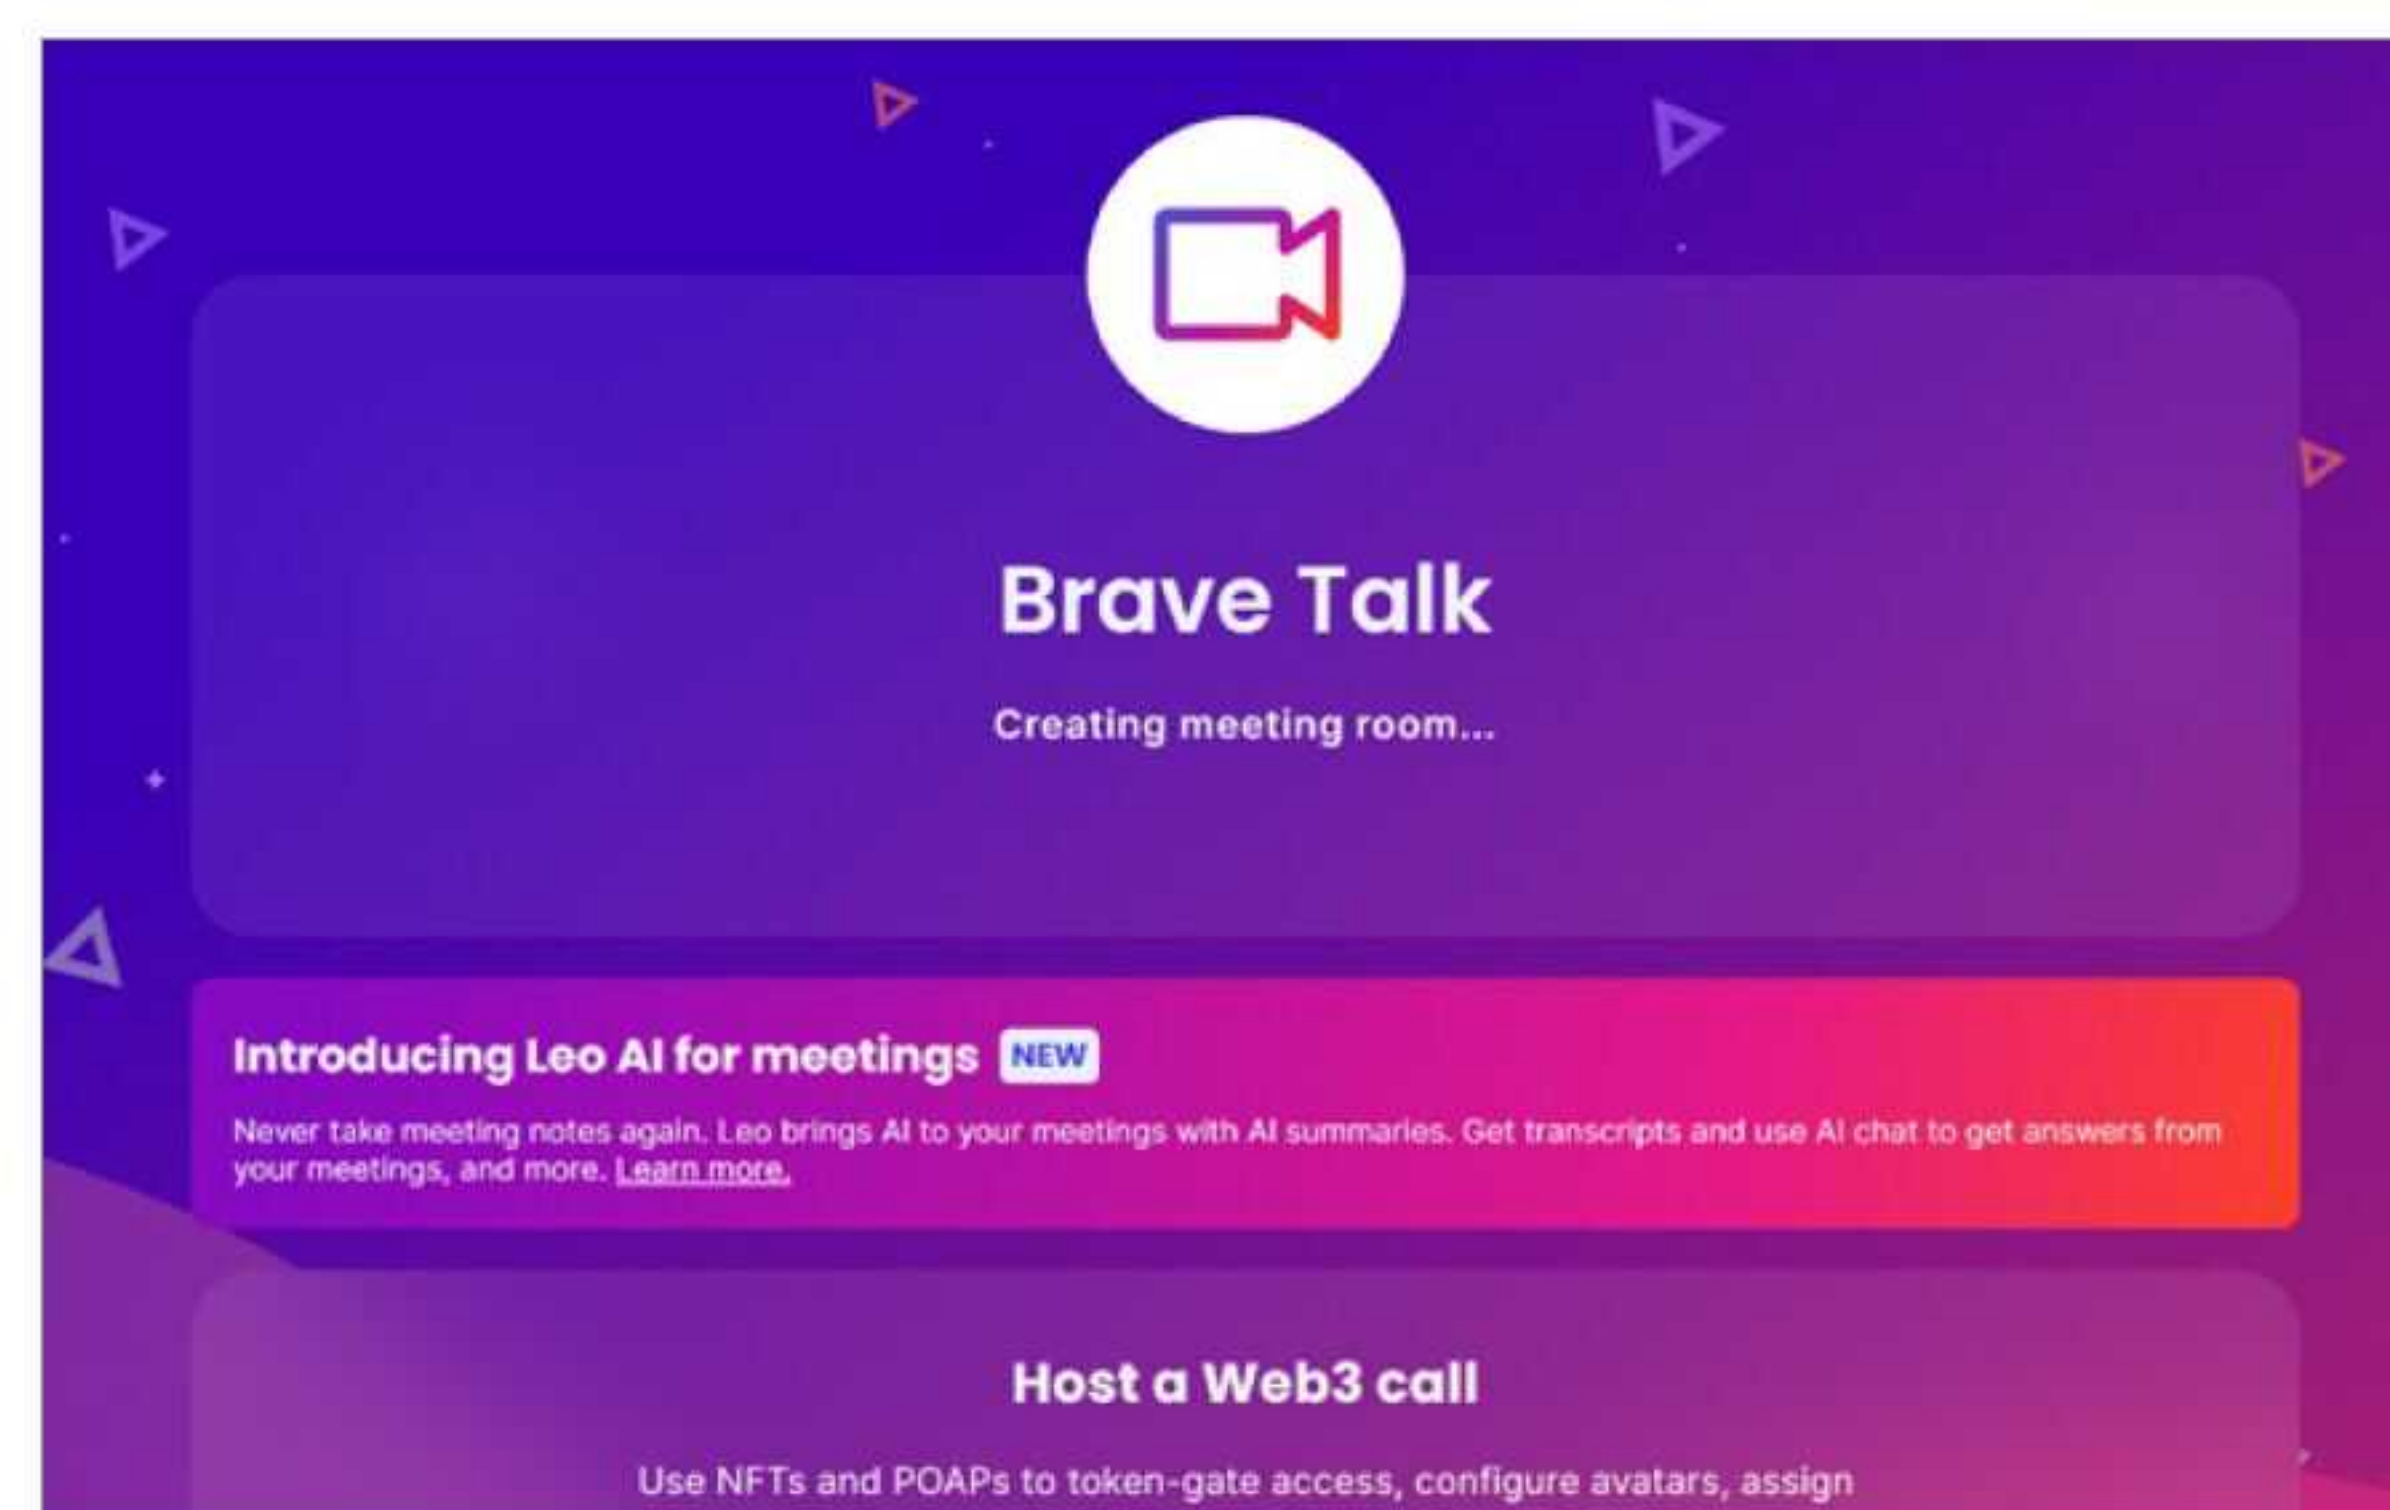 Brave Talk
Creating meeting room...
Introducing Leo AI for meetings NEW
Never take meeting notes again. Leo brings AI to your meetings with AI summaries. Get transcripts and use AI chat to get answers from
your meetings, and more. Learn more.
Host a Web3 call
Use NFTs and POAPs to token-gate access, configure avatars, assign